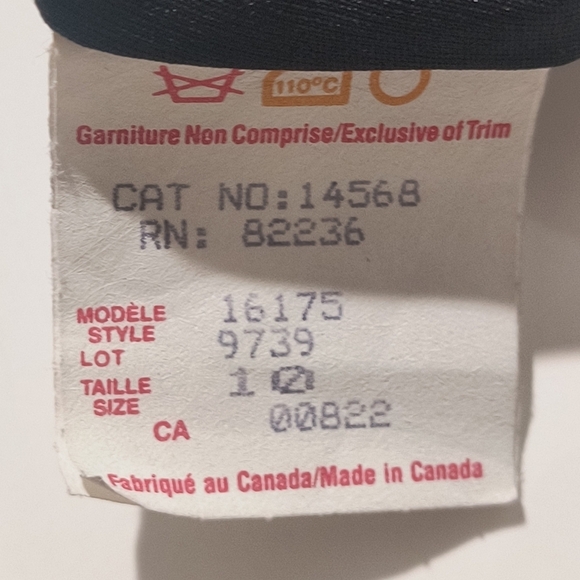 110°C
Garniture Non Comprise/Exclusive of Trim
CAT NO:14568
RN: 82236
MODÈLE 16175
STYLE
LOT 9739
TAILLE 1
SIZE
CA 00822
Fabriqué au Canada/Made in Canada